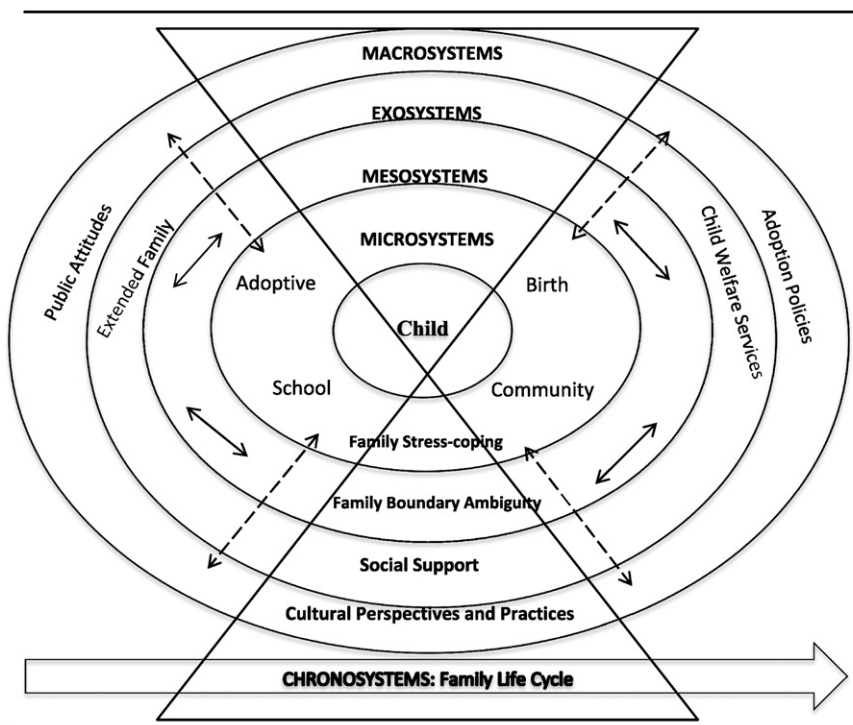 MACROSYSTEMS
EXOSYSTEMS
MESOSYSTEMS
MICROSYSTEMS
Public Attitudes
Extended Family
Adoptive
Birth
Child Welfare Services
Adoption Policies
Child
School
Community
Family Stress-coping
Family Boundary Ambiguity
Social Support
Cultural Perspectives and Practices
CHRONOSYSTEMS: Family Life Cycle